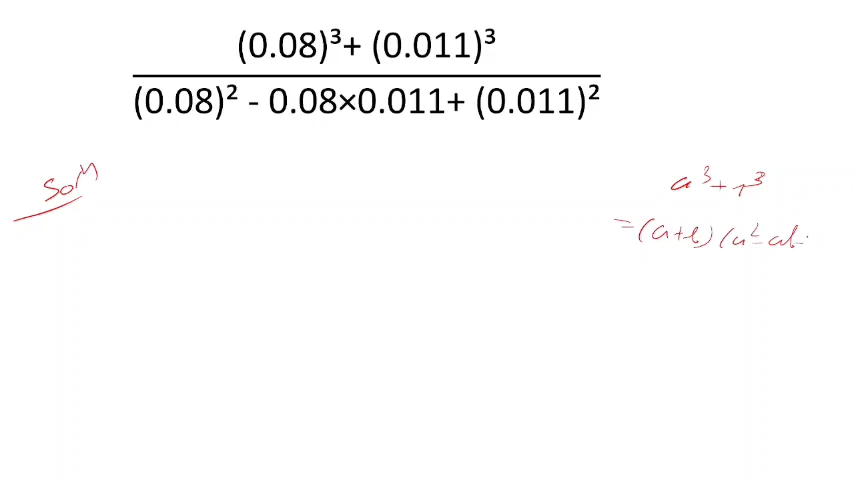 (0.08)³+ (0.011)³
(0.08)² - 0.08×0.011+ (0.011)²
Solⁿ
a³+b³
=(a+b)(a²-ab+